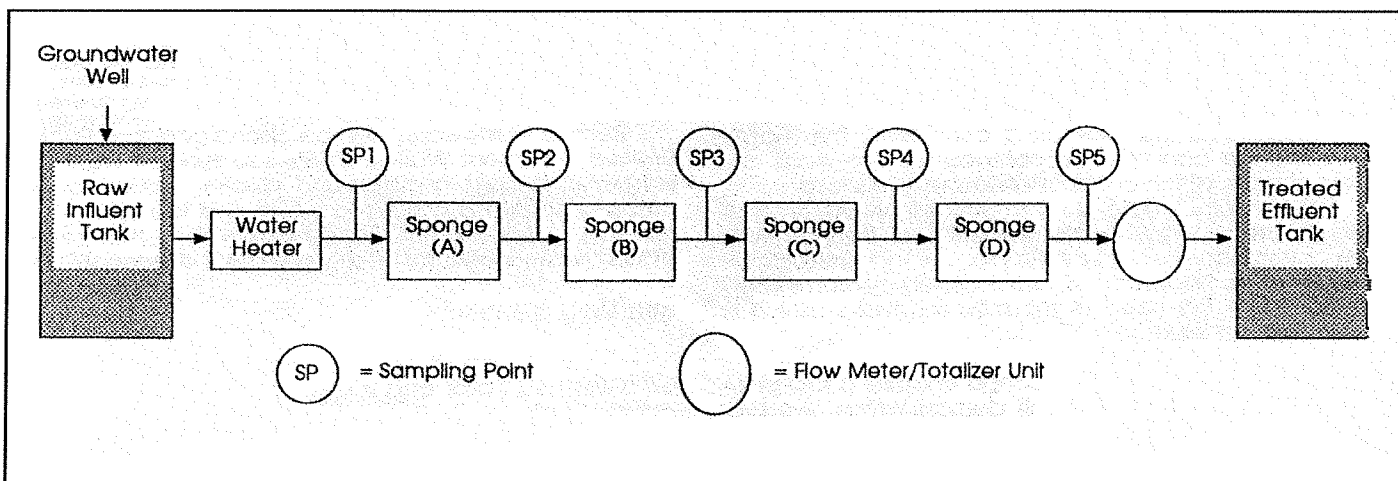 Groundwater
Well
Raw
Influent
Tank
Water
Heater
SP1
Sponge
(A)
SP2
Sponge
(B)
SP3
Sponge
(C)
SP4
Sponge
(D)
SP5
Treated
Effluent
Tank
SP = Sampling Point
= Flow Meter/Totalizer Unit